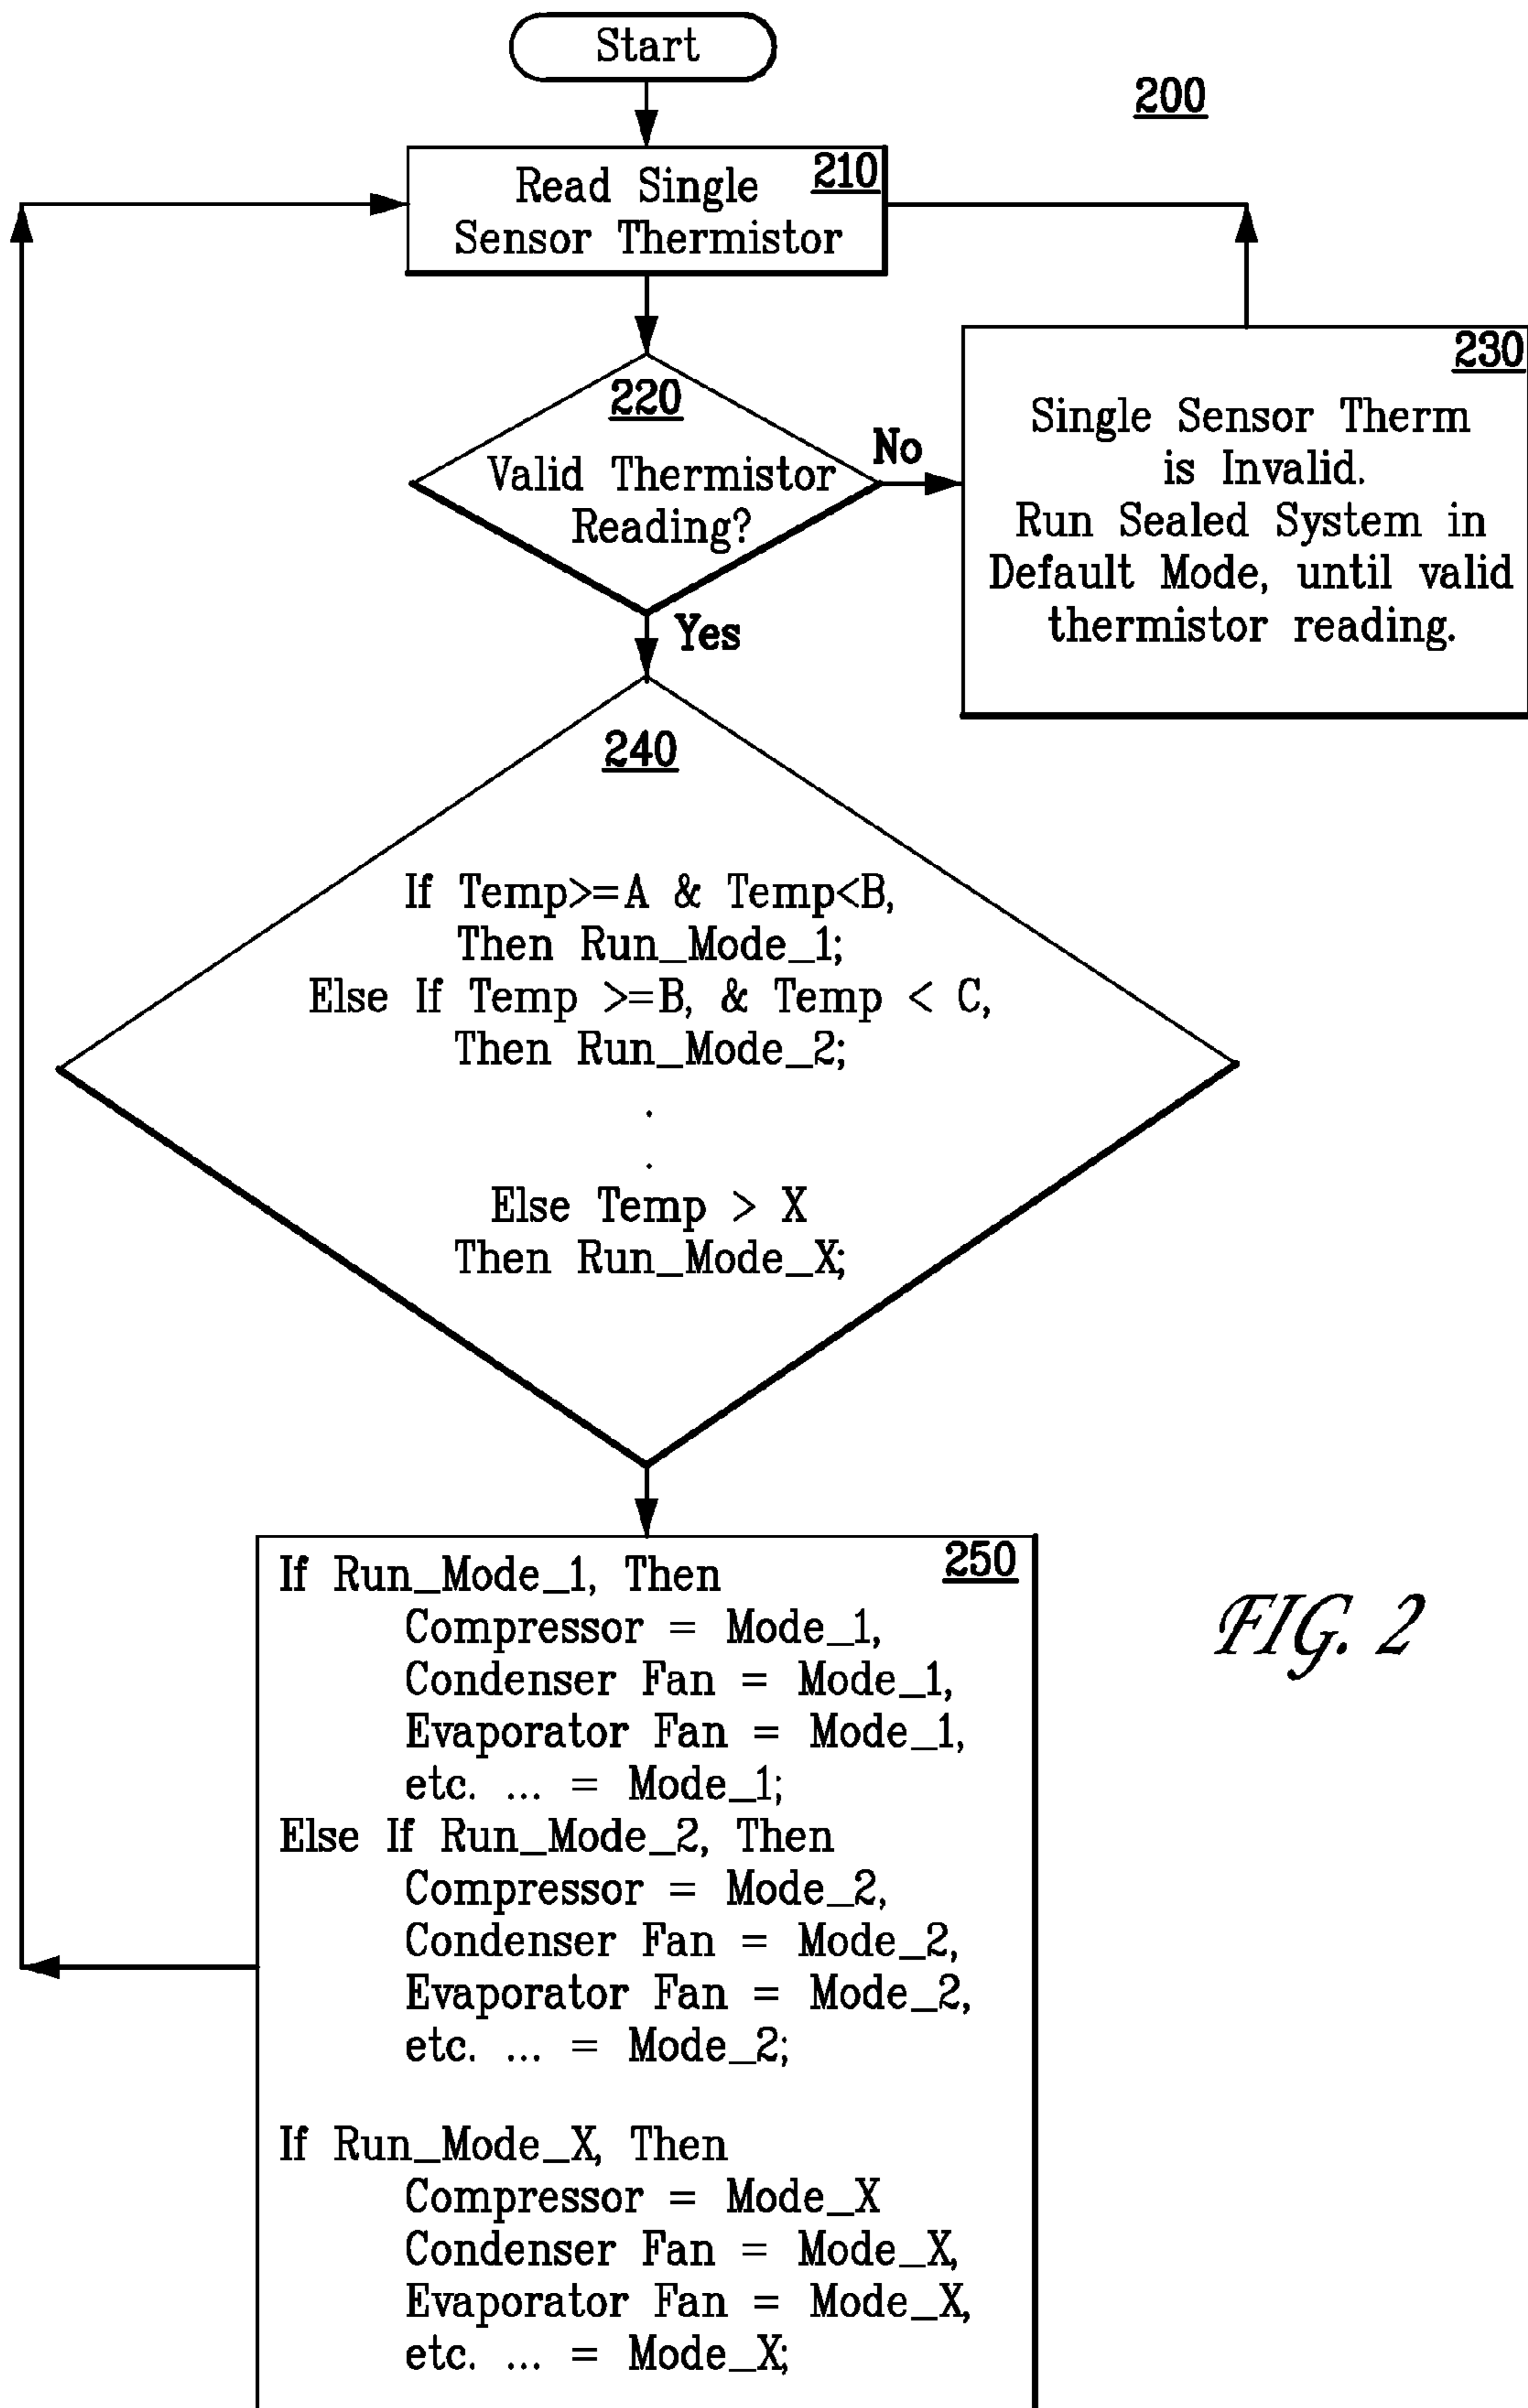 Start
200
210
Read Single
Sensor Thermistor
220
Valid Thermistor
Reading?
No
Yes
230
Single Sensor Therm
is Invalid.
Run Sealed System in
Default Mode, until valid
thermistor reading.
240
If Temp>=A & Temp<B,
Then Run_Mode_1;
Else If Temp >=B, & Temp < C,
Then Run_Mode_2;
.
.
Else Temp > X
Then Run_Mode_X;
250
If Run_Mode_1, Then
Compressor = Mode_1,
Condenser Fan = Mode_1,
Evaporator Fan = Mode_1,
etc. ... = Mode_1;
Else If Run_Mode_2, Then
Compressor = Mode_2,
Condenser Fan = Mode_2,
Evaporator Fan = Mode_2,
etc. ... = Mode_2;
If Run_Mode_X, Then
Compressor = Mode_X
Condenser Fan = Mode_X,
Evaporator Fan = Mode_X,
etc. ... = Mode_X;
FIG. 2